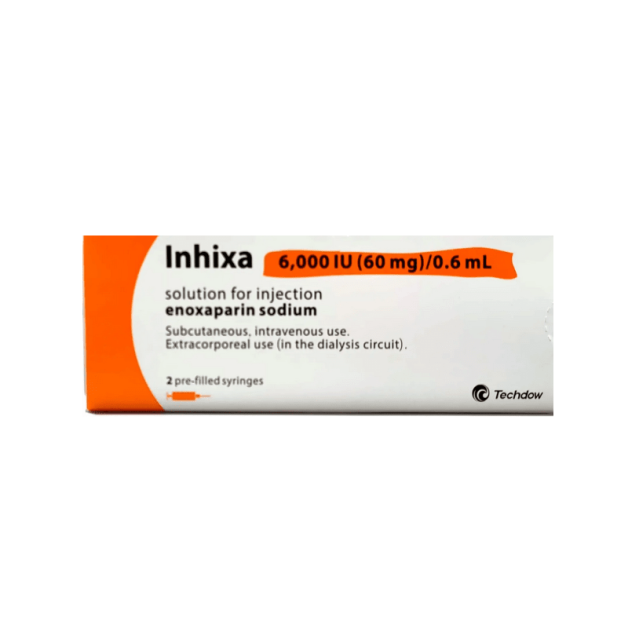 Inhixa 6,000 IU (60 mg)/0.6 mL
solution for injection
enoxaparin sodium
Subcutaneous, intravenous use.
Extracorporeal use (in the dialysis circuit).
2 pre-filled syringes
Techdow